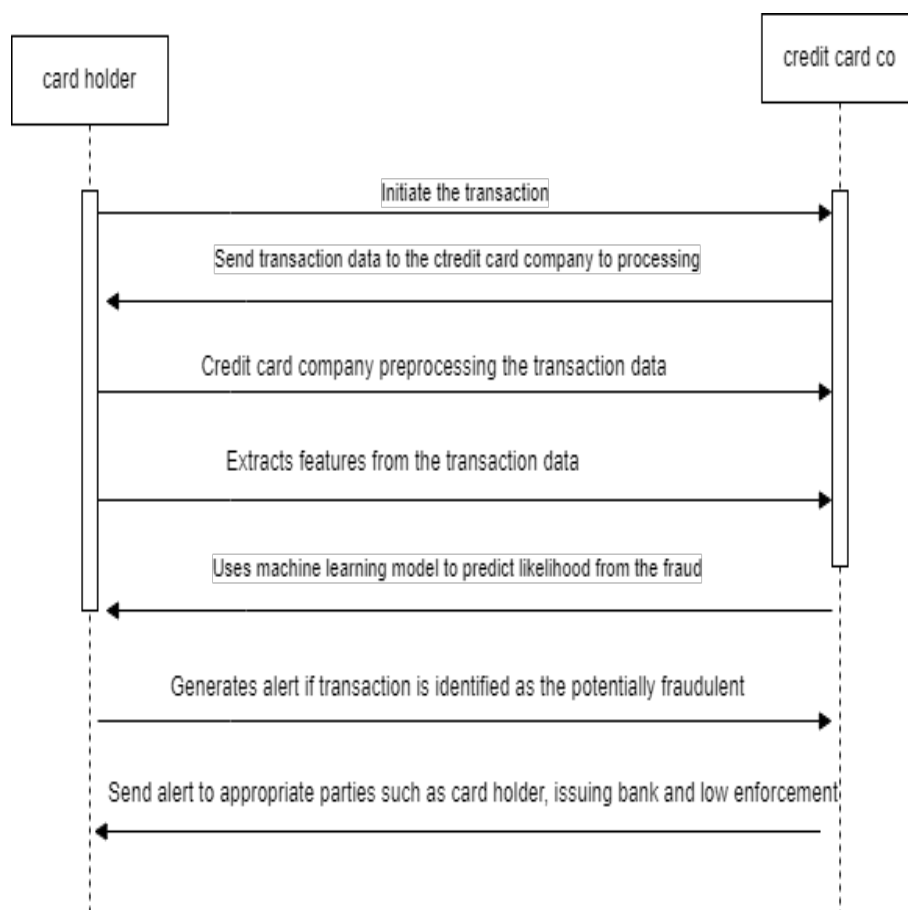 card holder
credit card co
Initiate the transaction
Send transaction data to the ctredit card company to processing
Credit card company preprocessing the transaction data
Extracts features from the transaction data
Uses machine learning model to predict likelihood from the fraud
Generates alert if transaction is identified as the potentially fraudulent
Send alert to appropriate parties such as card holder, issuing bank and low enforcement